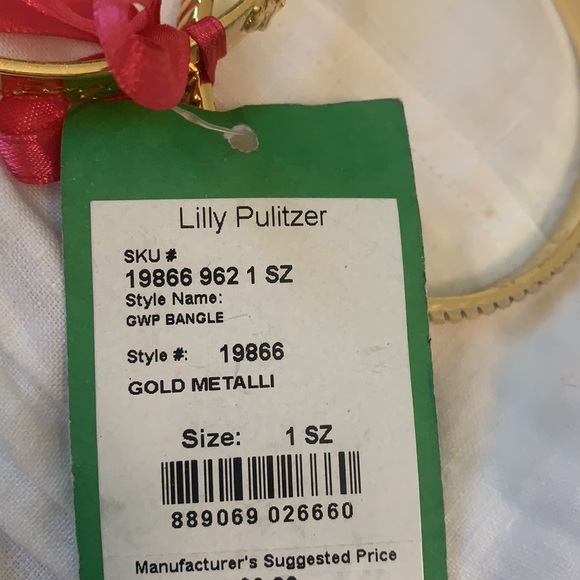 Lilly Pulitzer
SKU #
19866 962 1 SZ
Style Name:
GWP BANGLE
Style #: 19866
GOLD METALLI
Size: 1 SZ
889069 026660
Manufacturer's Suggested Price